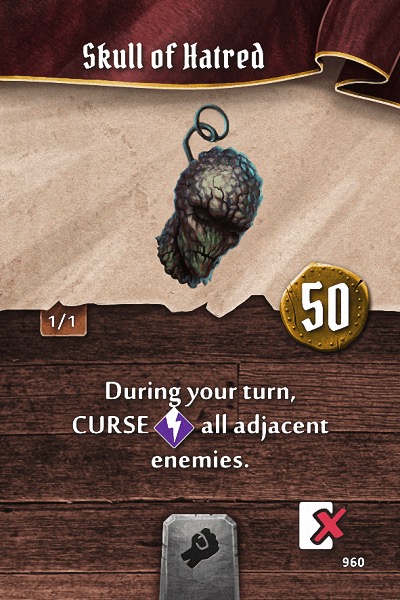 Skull of Hatred
1/1
50
During your turn,
CURSE all adjacent
enemies.
960